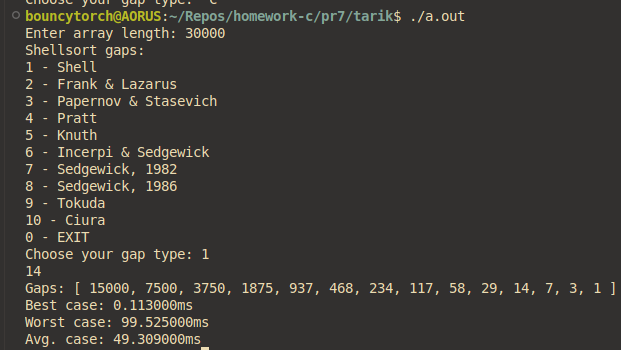 Choose your gap type: ^C
bouncytorch@AORUS:~/Repos/homework-c/pr7/tarik$ ./a.out
Enter array length: 30000
Shellsort gaps:
1 - Shell
2 - Frank & Lazarus
3 - Papernov & Stasevich
4 - Pratt
5 - Knuth
6 - Incerpi & Sedgewick
7 - Sedgewick, 1982
8 - Sedgewick, 1986
9 - Tokuda
10 - Ciura
0 - EXIT
Choose your gap type: 1
14
Gaps: [ 15000, 7500, 3750, 1875, 937, 468, 234, 117, 58, 29, 14, 7, 3, 1 ]
Best case: 0.113000ms
Worst case: 99.525000ms
Avg. case: 49.309000ms